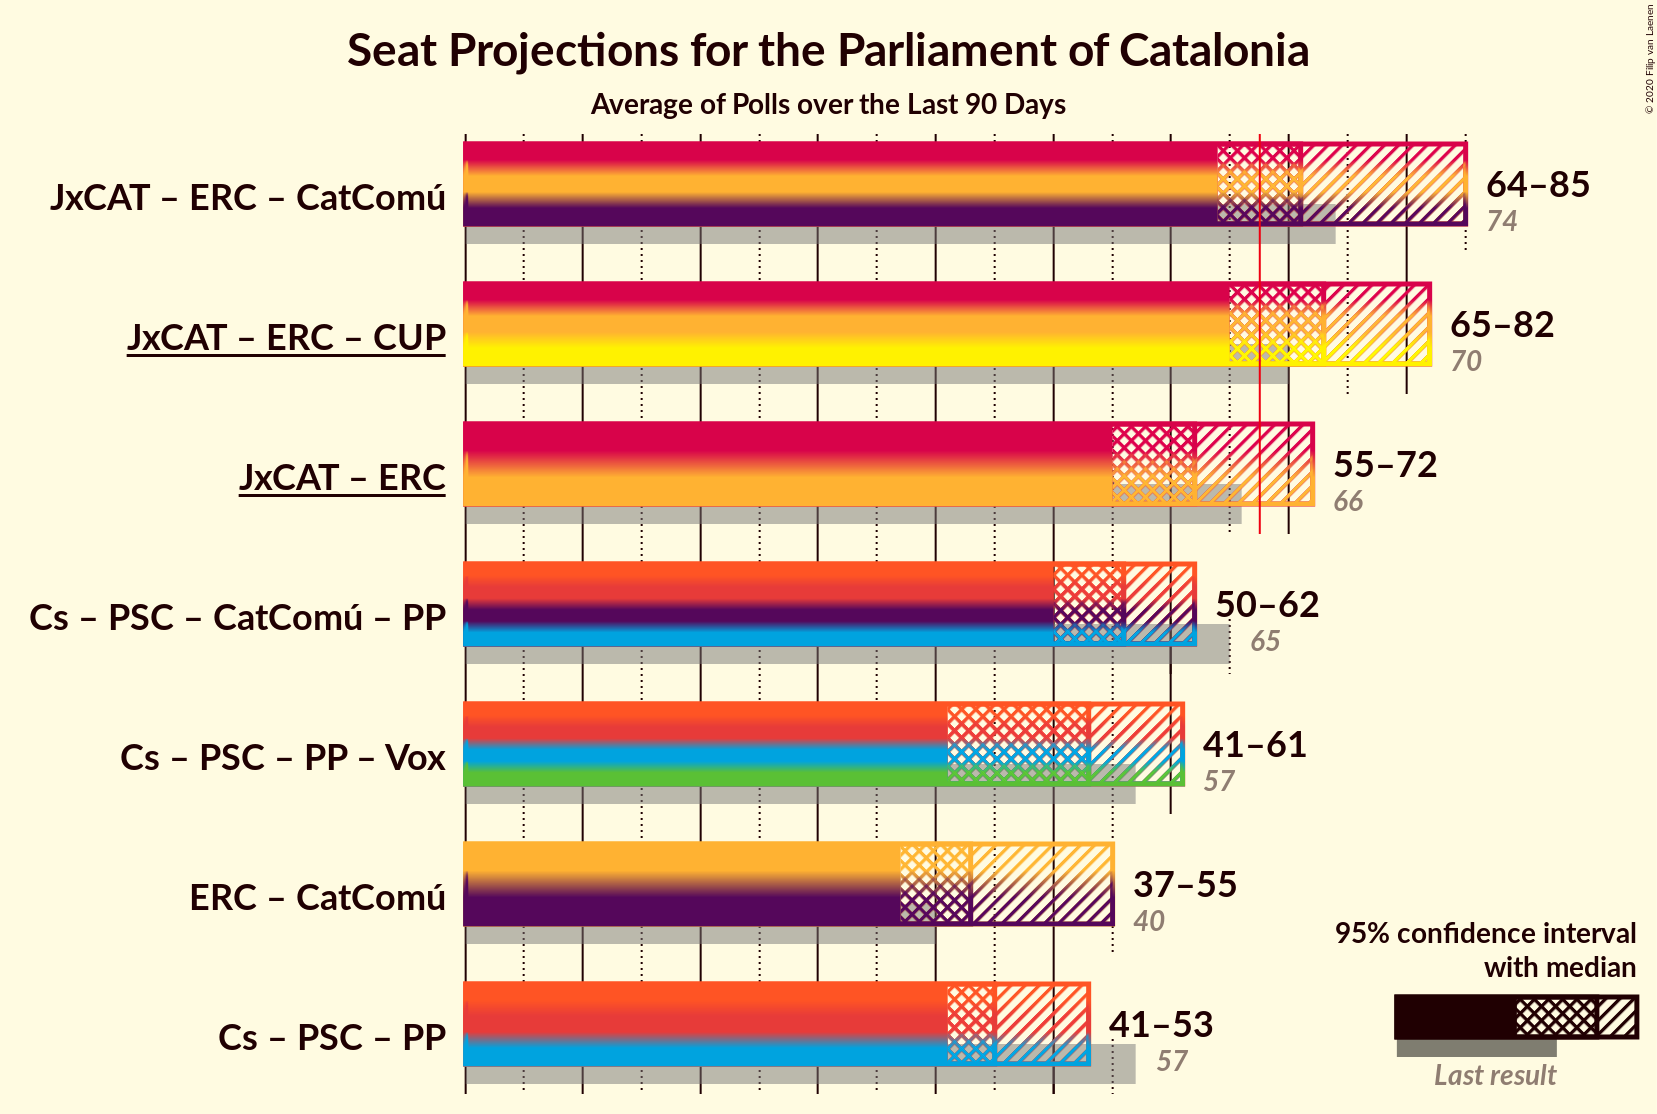 Seat Projections for the Parliament of Catalonia
Average of Polls over the Last 90 Days
© 2020 Filip van Laenen
JxCAT – ERC – CatComú
64–85
74
JxCAT – ERC – CUP
65–82
70
JxCAT – ERC
55–72
66
Cs – PSC – CatComú – PP
50–62
65
Cs – PSC – PP – Vox
41–61
57
ERC – CatComú
37–55
40
Cs – PSC – PP
41–53
57
95% confidence interval
with median
Last result